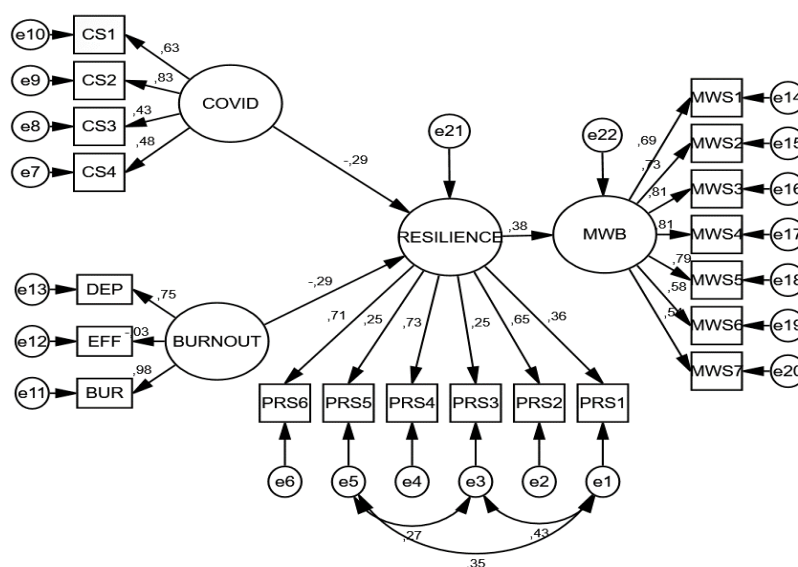 e10
CS1
,63
e9
CS2
,83
e8
CS3
,43
e7
CS4
,48
COVID
-,29
e21
e22
RESILIENCE
,38
MWB
MWS1
e14
,69
MWS2
e15
,73
MWS3
e16
,81
MWS4
e17
,81
MWS5
e18
,79
MWS6
e19
,58
MWS7
e20
e13
DEP
,75
e12
EFF
-,03
e11
BUR
,98
BURNOUT
-,29
,71
,25
,73
,25
,65
,36
PRS6
PRS5
PRS4
PRS3
PRS2
PRS1
e6
e5
e4
e3
e2
e1
,27
,43
,35